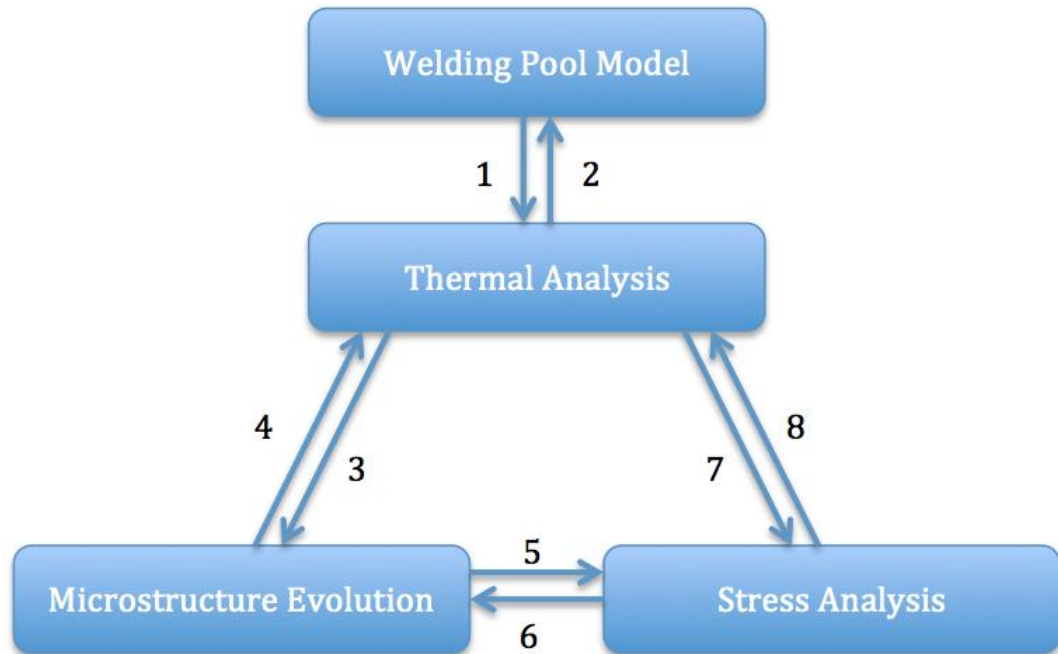 Welding Pool Model
1
2
Thermal Analysis
4
3
7
8
Microstructure Evolution
5
6
Stress Analysis